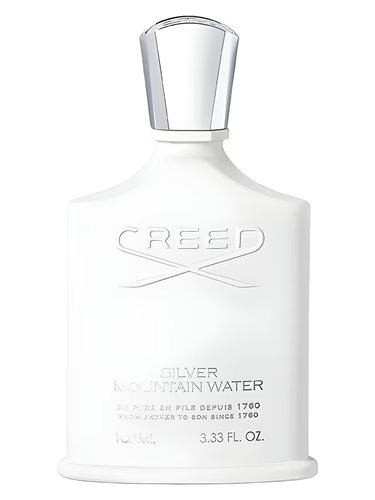 CREED
SILVER
MOUNTAIN WATER
DE PERE EN FILS DEPUIS 1760
FROM FATHER TO SON SINCE 1760
100 ML 3.33 FL. OZ.